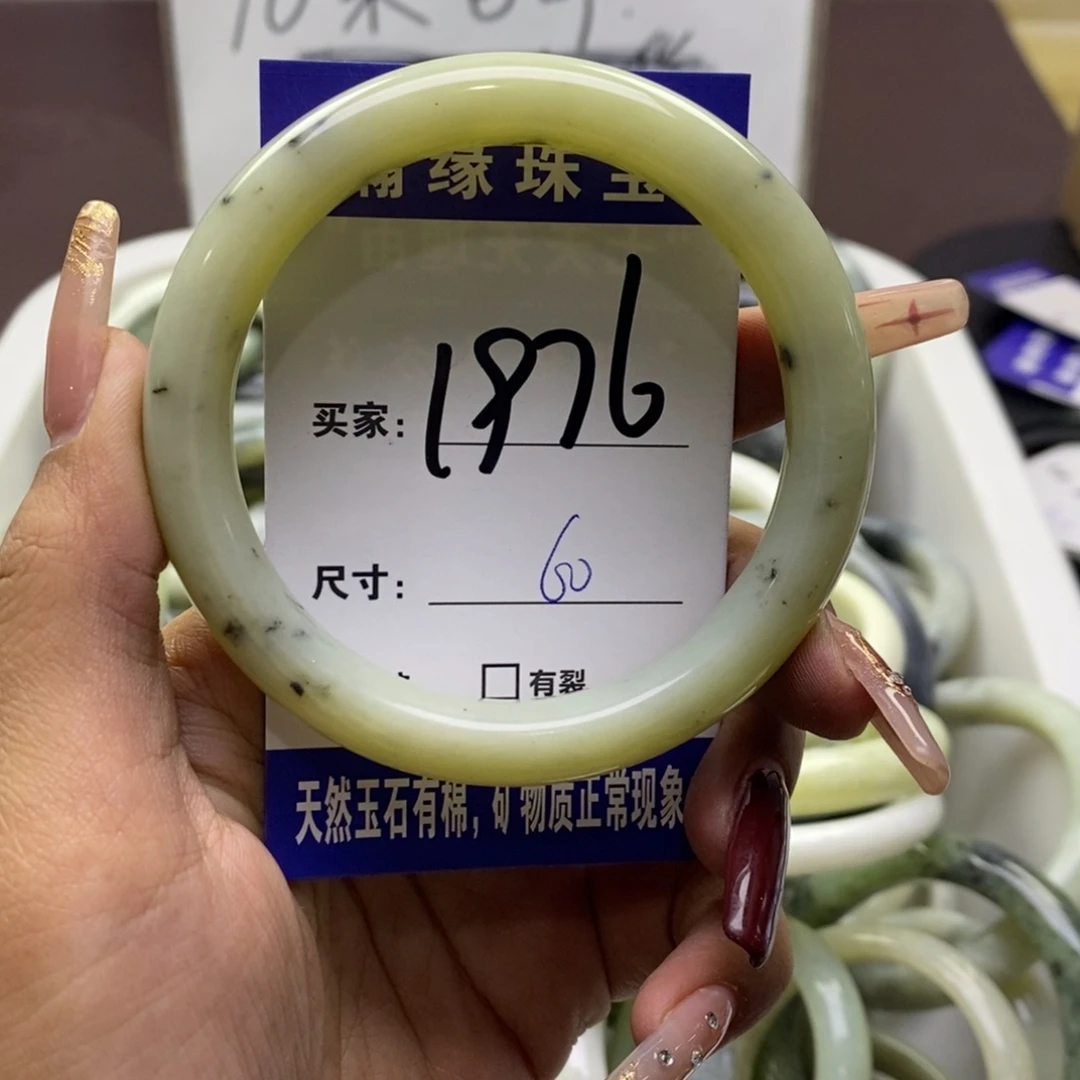 缘珠宝
买家: 1976
尺寸: 60
□有裂
天然玉石有棉,矿物质正常现象